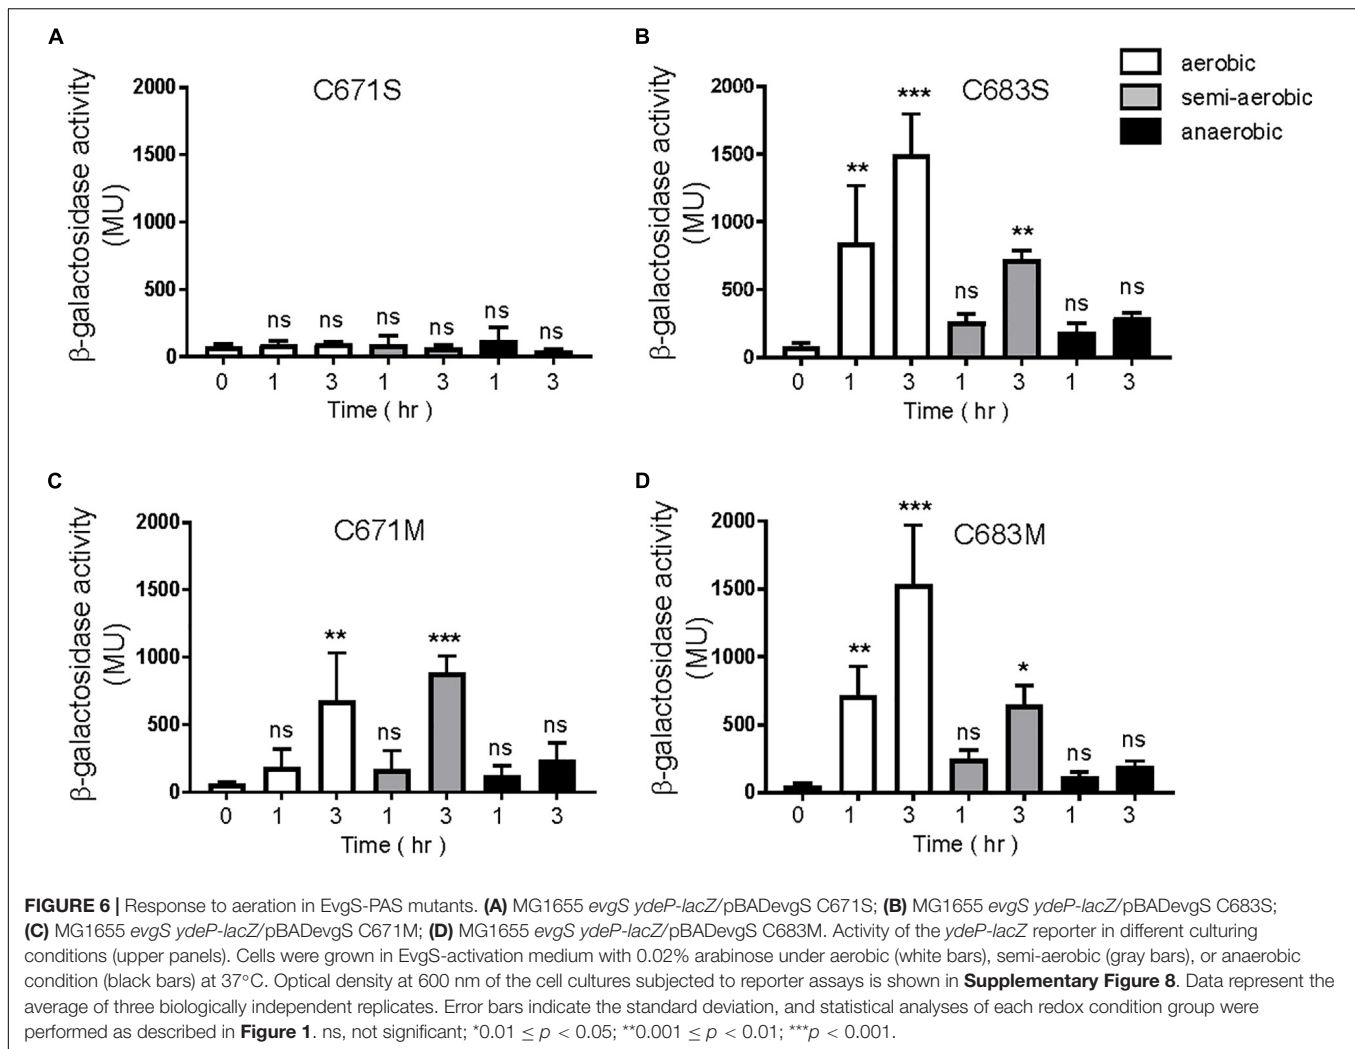 A
C671S
β-galactosidase activity
(MU)
2000
1500
1000
500
0
ns ns ns ns ns ns
0 1 3 1 3 1 3
Time ( hr )
B
C683S
β-galactosidase activity
(MU)
2000
1500
1000
500
0
** *** ns ** ns ns
0 1 3 1 3 1 3
Time ( hr )
aerobic
semi-aerobic
anaerobic
C
C671M
β-galactosidase activity
(MU)
2000
1500
1000
500
0
ns ** ns *** ns ns
0 1 3 1 3 1 3
Time ( hr )
D
C683M
β-galactosidase activity
(MU)
2000
1500
1000
500
0
** *** ns * ns ns
0 1 3 1 3 1 3
Time ( hr )
FIGURE 6 | Response to aeration in EvgS-PAS mutants. (A) MG1655 evgS ydeP-lacZ/pBADevgS C671S; (B) MG1655 evgS ydeP-lacZ/pBADevgS C683S;
(C) MG1655 evgS ydeP-lacZ/pBADevgS C671M; (D) MG1655 evgS ydeP-lacZ/pBADevgS C683M. Activity of the ydeP-lacZ reporter in different culturing
conditions (upper panels). Cells were grown in EvgS-activation medium with 0.02% arabinose under aerobic (white bars), semi-aerobic (gray bars), or anaerobic
condition (black bars) at 37°C. Optical density at 600 nm of the cell cultures subjected to reporter assays is shown in Supplementary Figure 8. Data represent the
average of three biologically independent replicates. Error bars indicate the standard deviation, and statistical analyses of each redox condition group were
performed as described in Figure 1. ns, not significant; *0.01 ≤ p < 0.05; **0.001 ≤ p < 0.01; ***p < 0.001.